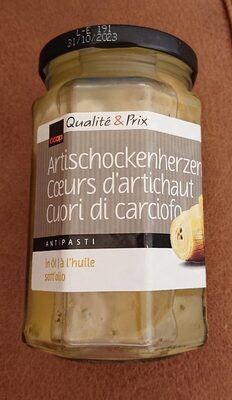 L-E 191
31/10/2023
coop
Qualité & Prix
Artischockenherzen
Cœurs d'artichaut
Cuori di carciofo
ANTIPASTI
In Öl | à l'huile
sott'olio